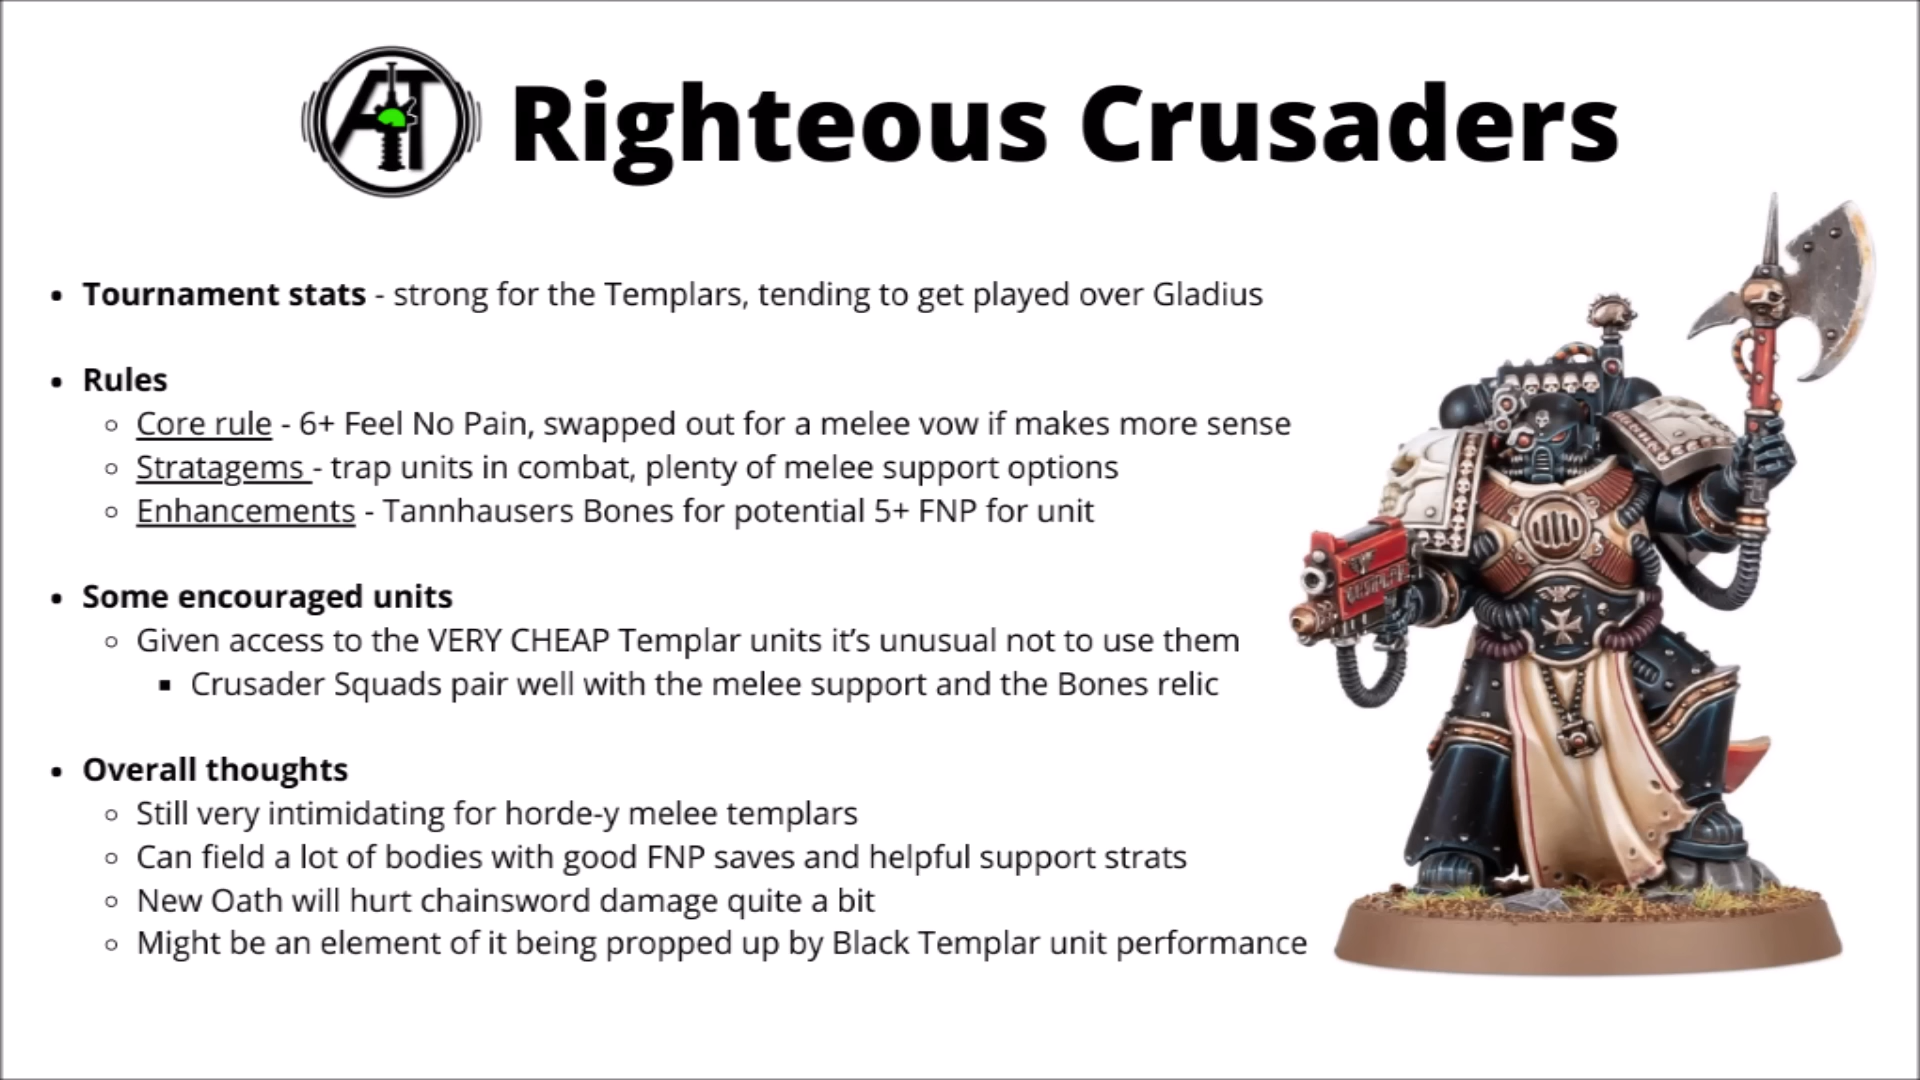 AT
Righteous Crusaders
• Tournament stats - strong for the Templars, tending to get played over Gladius
• Rules
○ Core rule - 6+ Feel No Pain, swapped out for a melee vow if makes more sense
○ Stratagems - trap units in combat, plenty of melee support options
○ Enhancements - Tannhausers Bones for potential 5+ FNP for unit
• Some encouraged units
○ Given access to the VERY CHEAP Templar units it’s unusual not to use them
▪ Crusader Squads pair well with the melee support and the Bones relic
• Overall thoughts
○ Still very intimidating for horde-y melee templars
○ Can field a lot of bodies with good FNP saves and helpful support strats
○ New Oath will hurt chainsword damage quite a bit
○ Might be an element of it being propped up by Black Templar unit performance